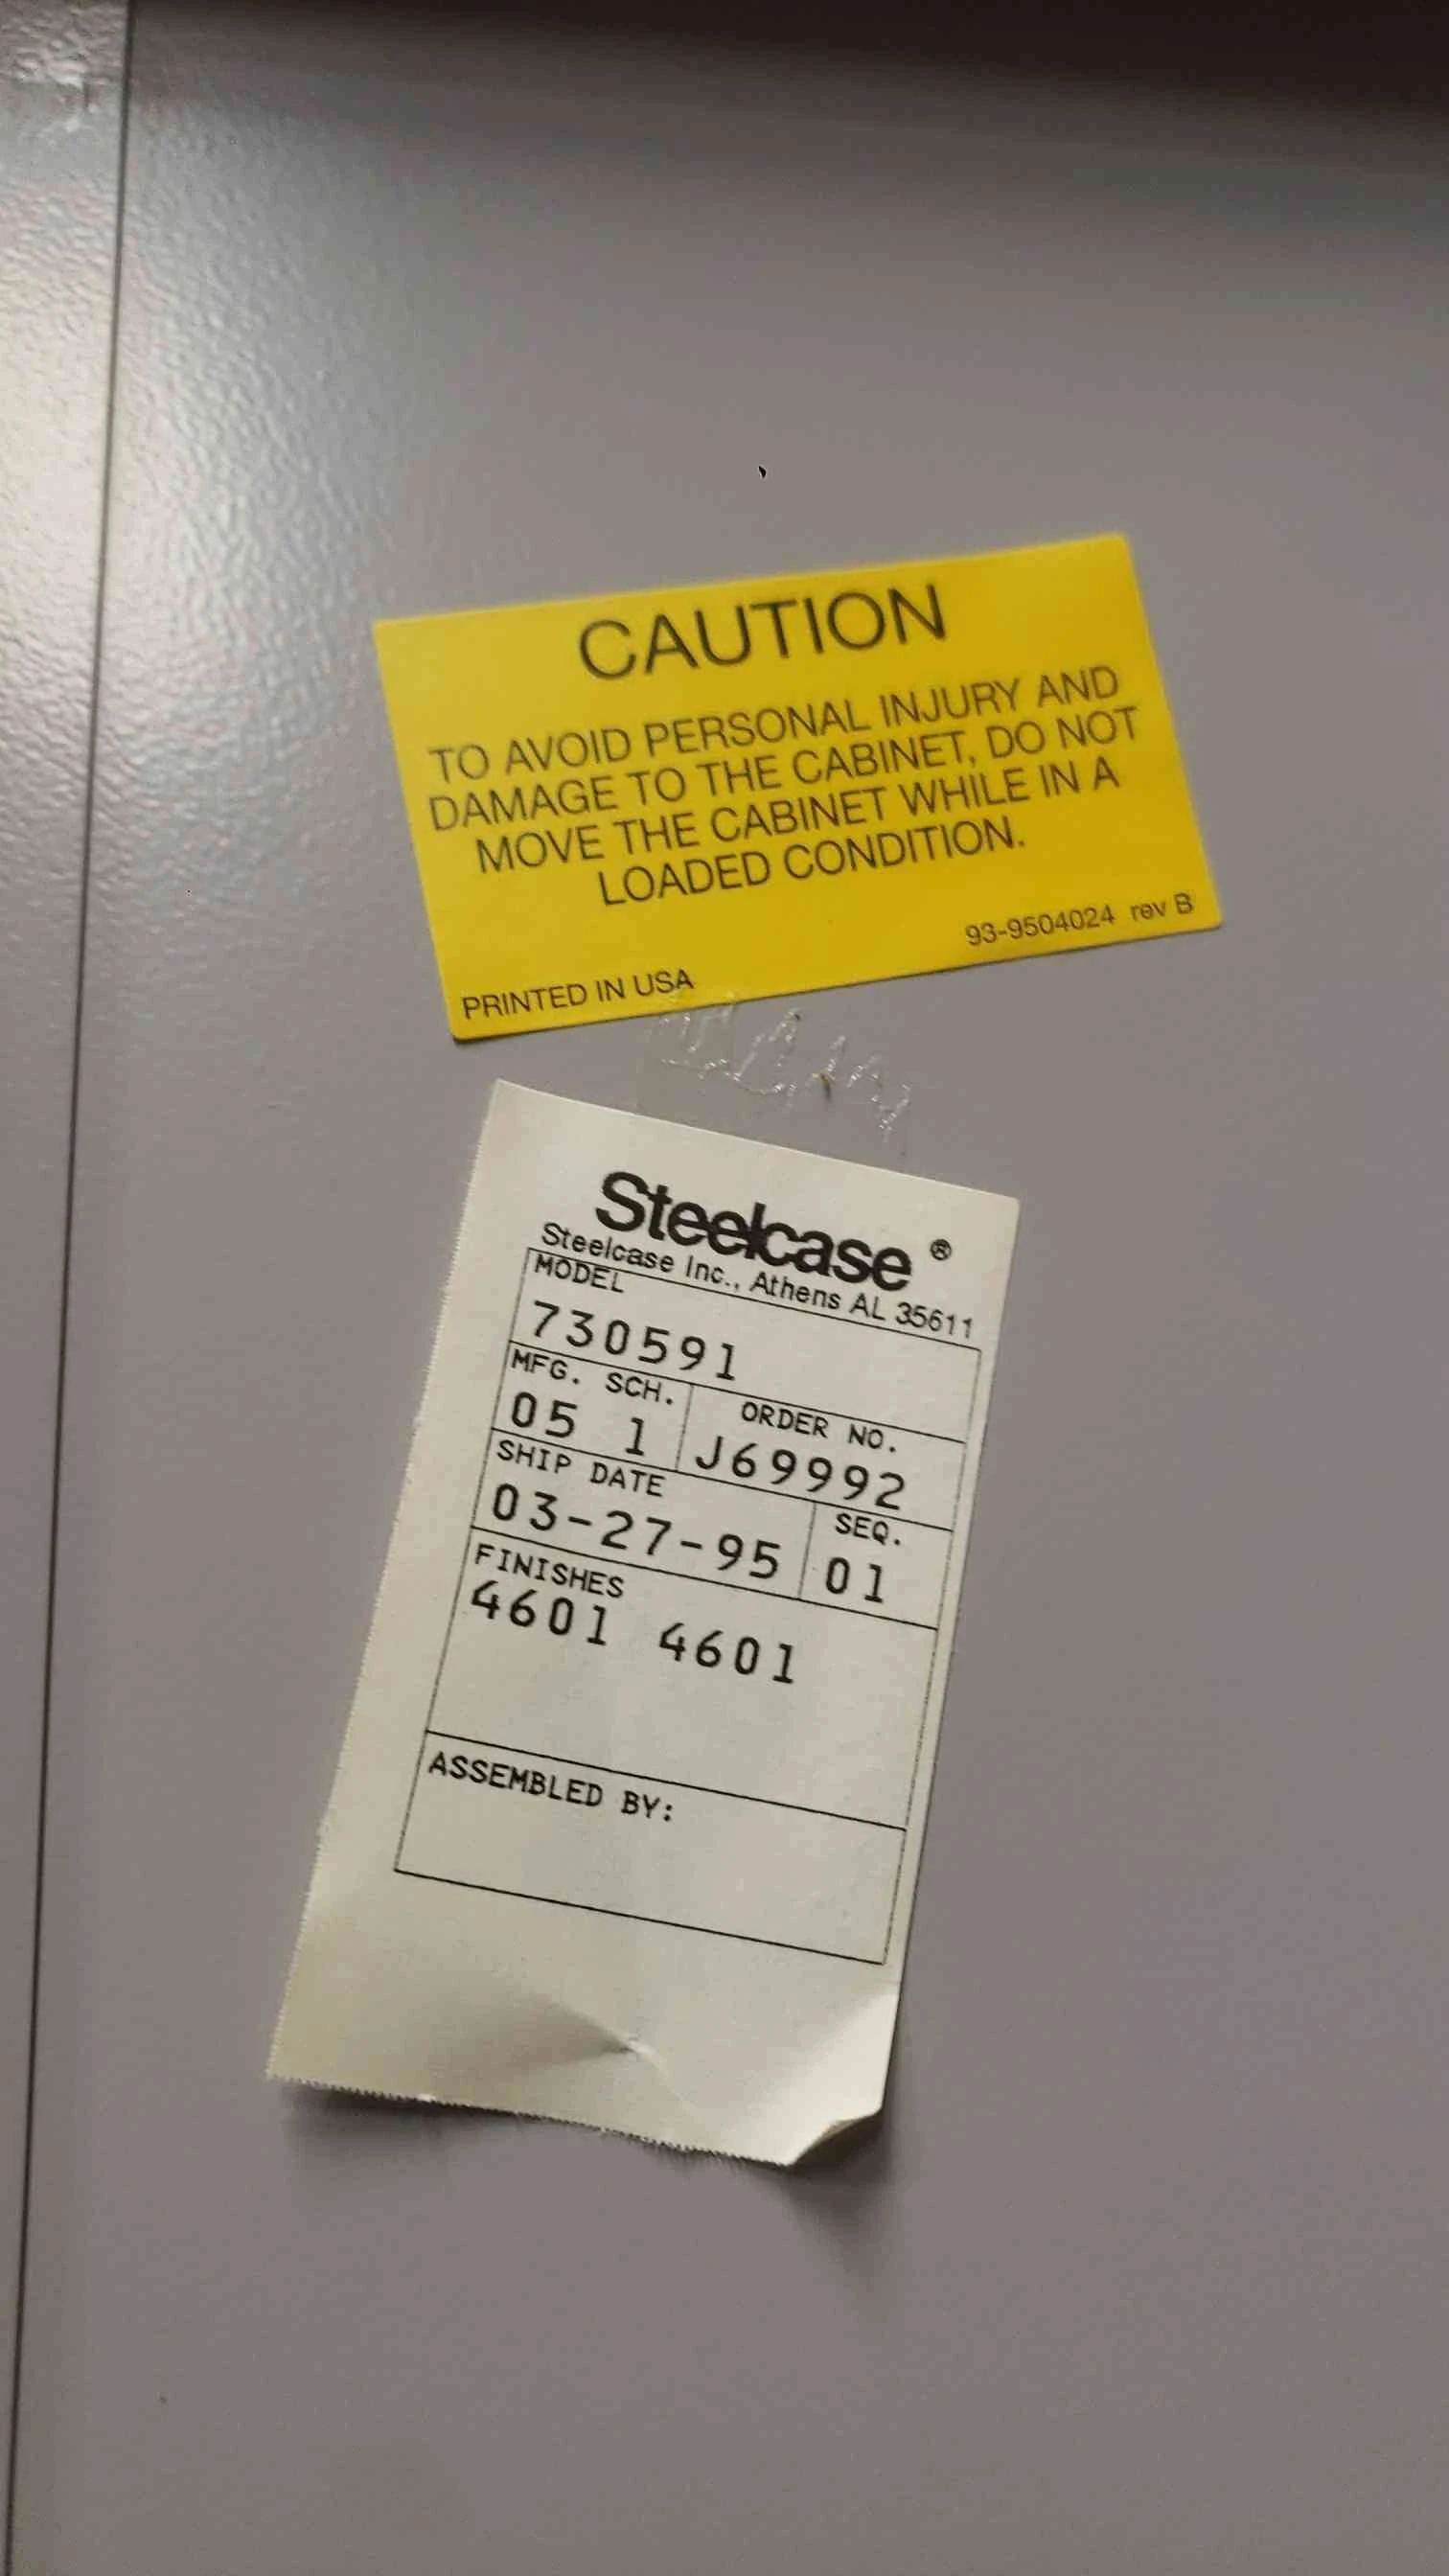 CAUTION
TO AVOID PERSONAL INJURY AND
DAMAGE TO THE CABINET, DO NOT
MOVE THE CABINET WHILE IN A
LOADED CONDITION.
93-9504024 rev B
PRINTED IN USA
Steelcase ®
Steelcase Inc., Athens AL 35611
MODEL
730591
MFG. SCH. ORDER NO.
05 1 J69992
SHIP DATE SEQ.
03-27-95 01
FINISHES
4601 4601
ASSEMBLED BY: